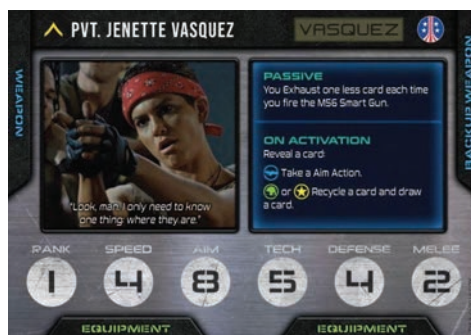 PVT. JENETTE VASQUEZ
VASQUEZ
WEAPON
PASSIVE
You Exhaust one less card each time
you fire the M56 Smart Gun.
ON ACTIVATION
Reveal a card:
Take a Aim Action.
or Recycle a card and draw
a card.
"Look, man. I only need to know
one thing: where they are."
RANK SPEED AIM TECH DEFENSE MELEE
1 4 8 5 4 2
EQUIPMENT EQUIPMENT